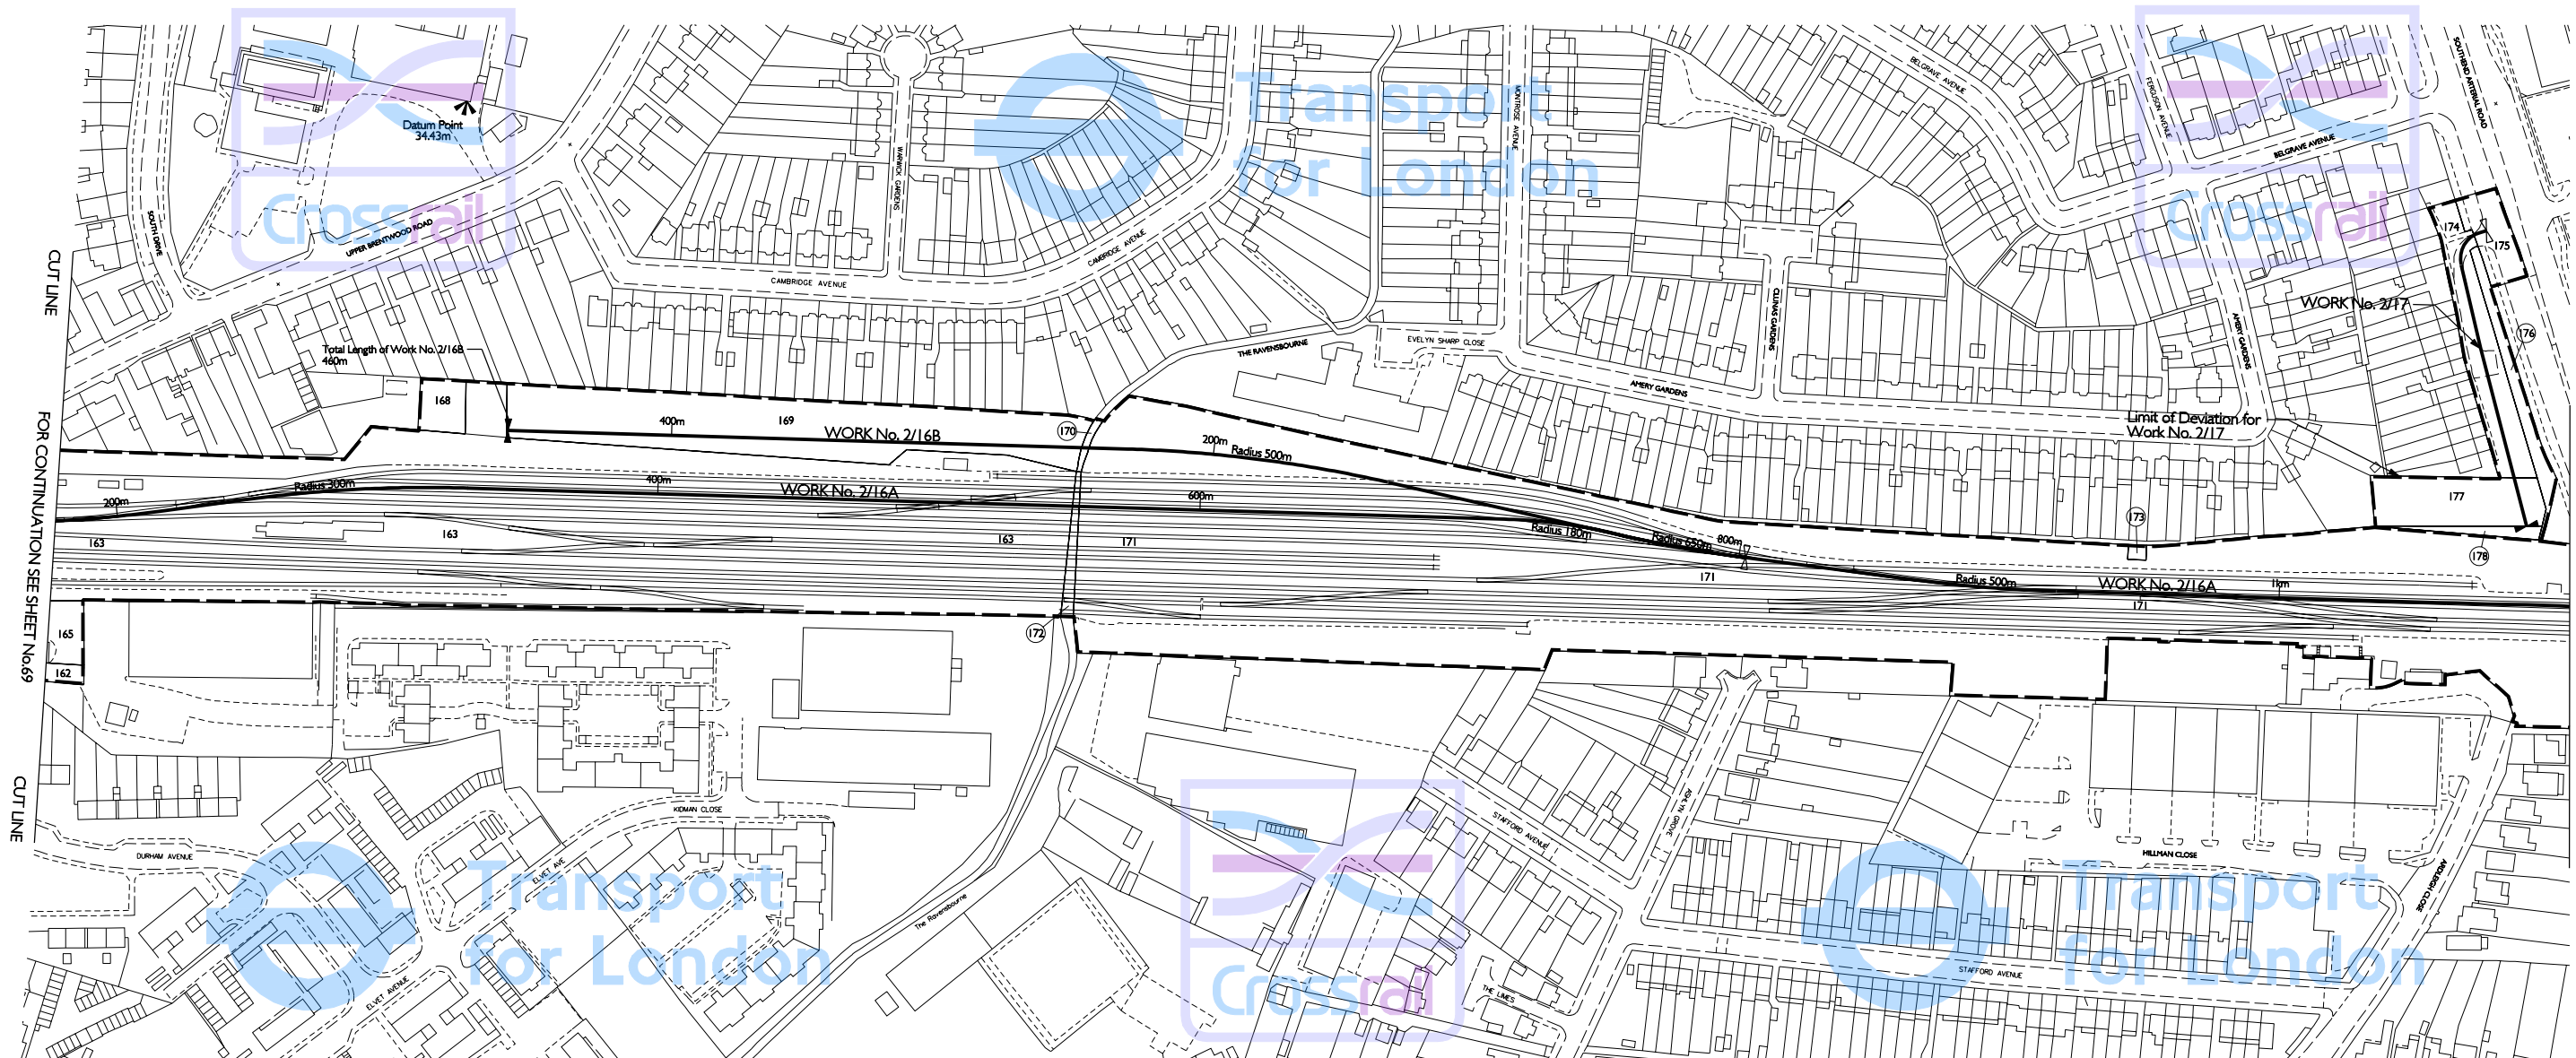 Transport
for London
Crossrail
Crossrail
Datum Point
34.43m
SOUTH DRIVE
UPPER BRENTWOOD ROAD
WARWICK GARDENS
CAMBRIDGE AVENUE
CAMBRIDGE AVENUE
MONTROSE AVENUE
BELGRAVE AVENUE
FERGUSON AVENUE
BELGRAVE AVENUE
SOUTHEND ARTERIAL ROAD
CUT LINE
FOR CONTINUATION SEE SHEET No.69
CUT LINE
THE RAVENSBOURNE
EVELYN SHARP CLOSE
AMERY GARDENS
AMERY GARDENS
174
175
WORK No. 2/17
176
Total Length of Work No. 2/16B
460m
168
400m
169
WORK No. 2/16B
170
200m
Radius 500m
Limit of Deviation for
Work No. 2/17
177
178
173
200m
Radius 300m
400m
WORK No. 2/16A
600m
Radius 180m
Radius 650m
800m
163
163
163
171
171
Radius 500m
WORK No. 2/16A
1km
171
165
162
172
KIDMAN CLOSE
DURHAM AVENUE
ELVET AVE
ELVET AVENUE
The Ravensbourne
STAFFORD AVENUE
ASHLYN GROVE
HILLMAN CLOSE
ARDLEIGH CLOSE
STAFFORD AVENUE
THE LIMES
Transport
for London
Crossrail
Transport
for London